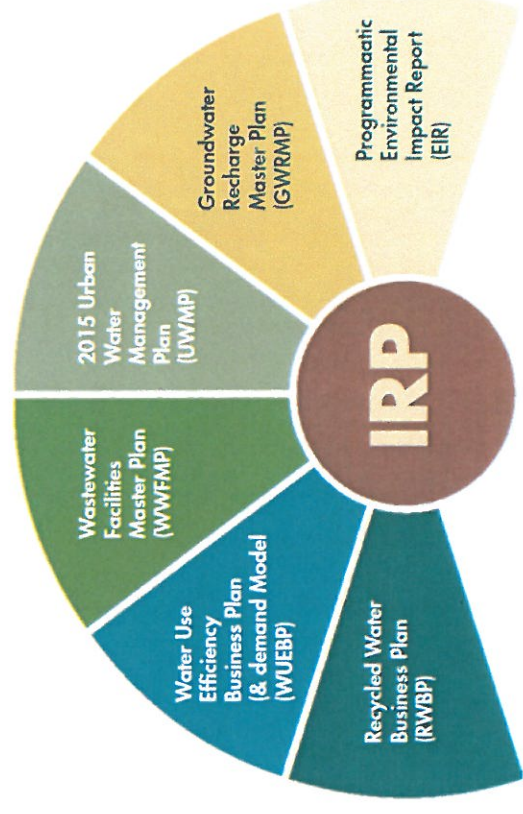 Recycled Water
Business Plan
(RWBP)
Water Use
Efficiency
Business Plan
(& demand Model
(WUEBP)
Wastewater
Facilities
Master Plan
(WWFMP)
2015 Urban
Water
Management
Plan
(UWMP)
Groundwater
Recharge
Master Plan
(GWRMP)
Programmaatic
Environmental
Impact Report
(EIR)
IRP